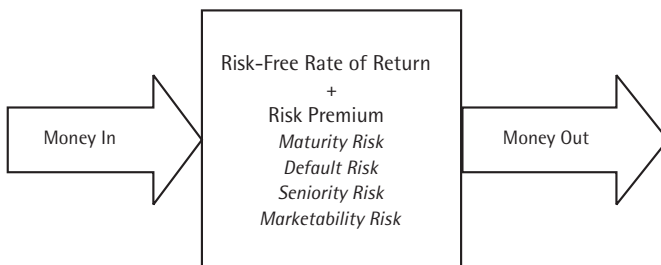 Money In
Risk-Free Rate of Return
+
Risk Premium
Maturity Risk
Default Risk
Seniority Risk
Marketability Risk
Money Out